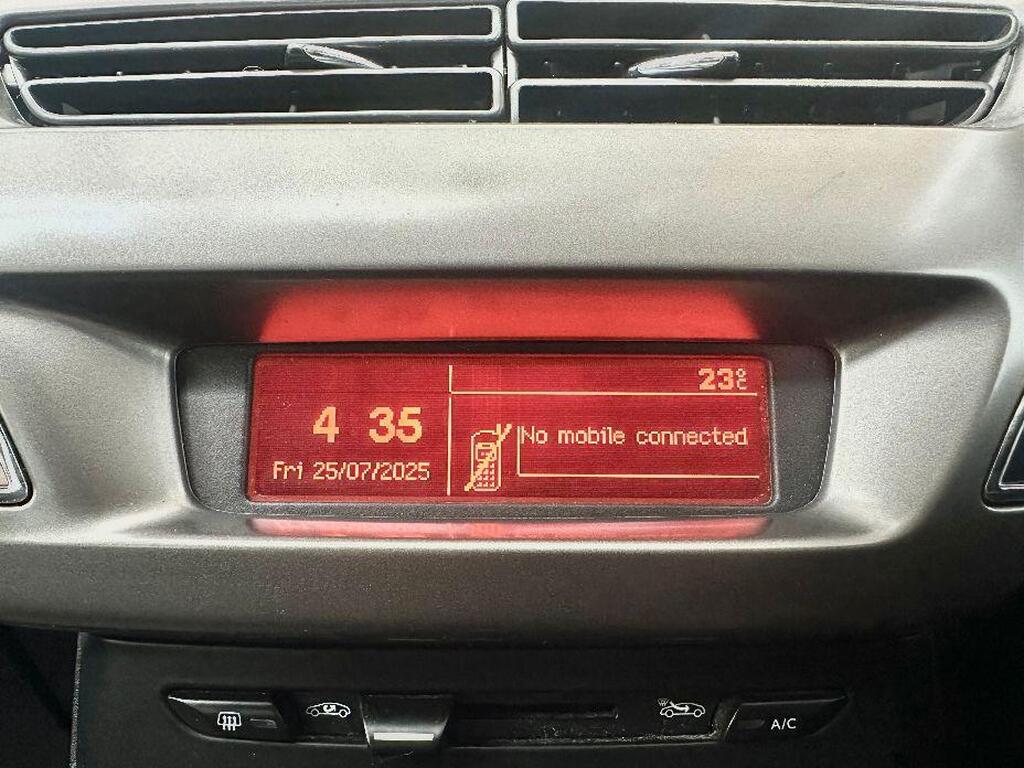 23°C
4 35
No mobile connected
Fri 25/07/2025
A/C